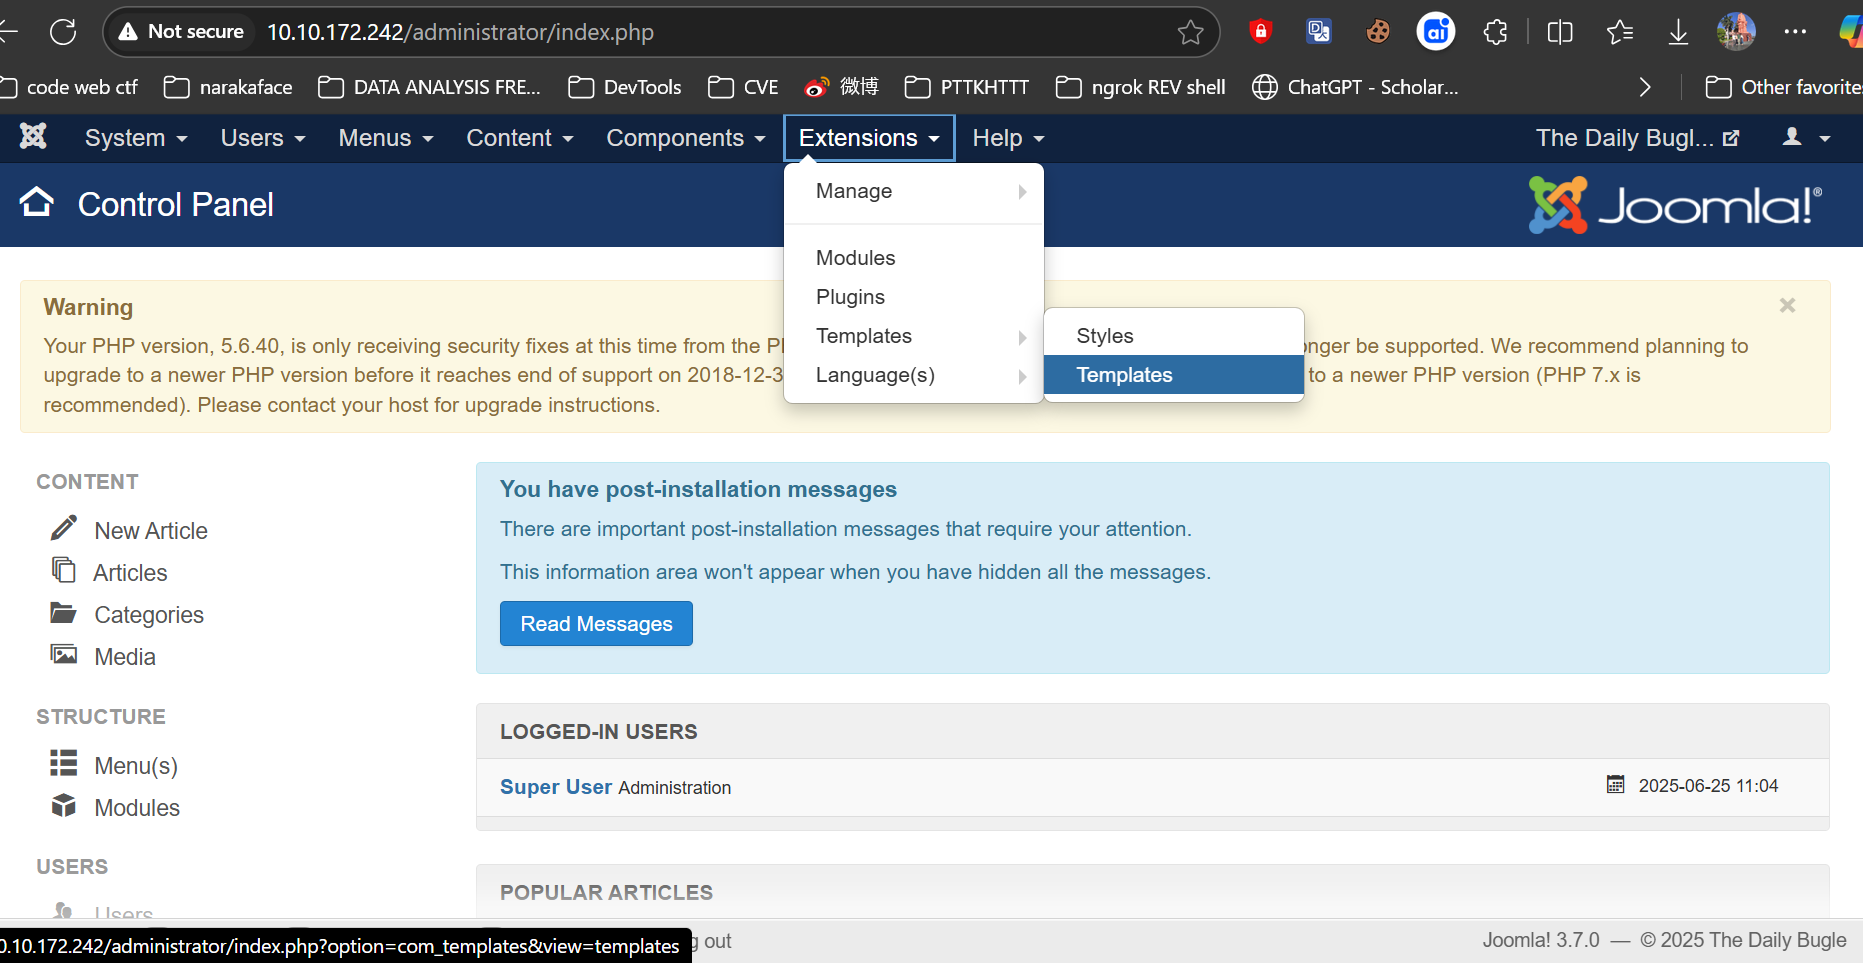 Not secure 10.10.172.242/administrator/index.php
code web ctf narakaface DATA ANALYSIS FRE... DevTools CVE 微博 PTTKHTTT ngrok REV shell ChatGPT - Scholar... Other favorites
System Users Menus Content Components Extensions Help The Daily Bugl...
Control Panel
Joomla!®
Manage
Modules
Plugins
Templates
Language(s)
Styles
Templates
Warning
Your PHP version, 5.6.40, is only receiving security fixes at this time from the P
nger be supported. We recommend planning to
upgrade to a newer PHP version before it reaches end of support on 2018-12-3
to a newer PHP version (PHP 7.x is
recommended). Please contact your host for upgrade instructions.
CONTENT
New Article
Articles
Categories
Media
STRUCTURE
Menu(s)
Modules
USERS
Users
You have post-installation messages
There are important post-installation messages that require your attention.
This information area won't appear when you have hidden all the messages.
Read Messages
LOGGED-IN USERS
Super User Administration 2025-06-25 11:04
POPULAR ARTICLES
0.10.172.242/administrator/index.php?option=com_templates&view=templates
g out
Joomla! 3.7.0 — © 2025 The Daily Bugle